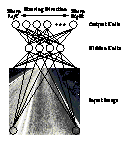 Steering Direction
Sharp Left
Sharp Right
Output Units
Hidden Units
Input Image